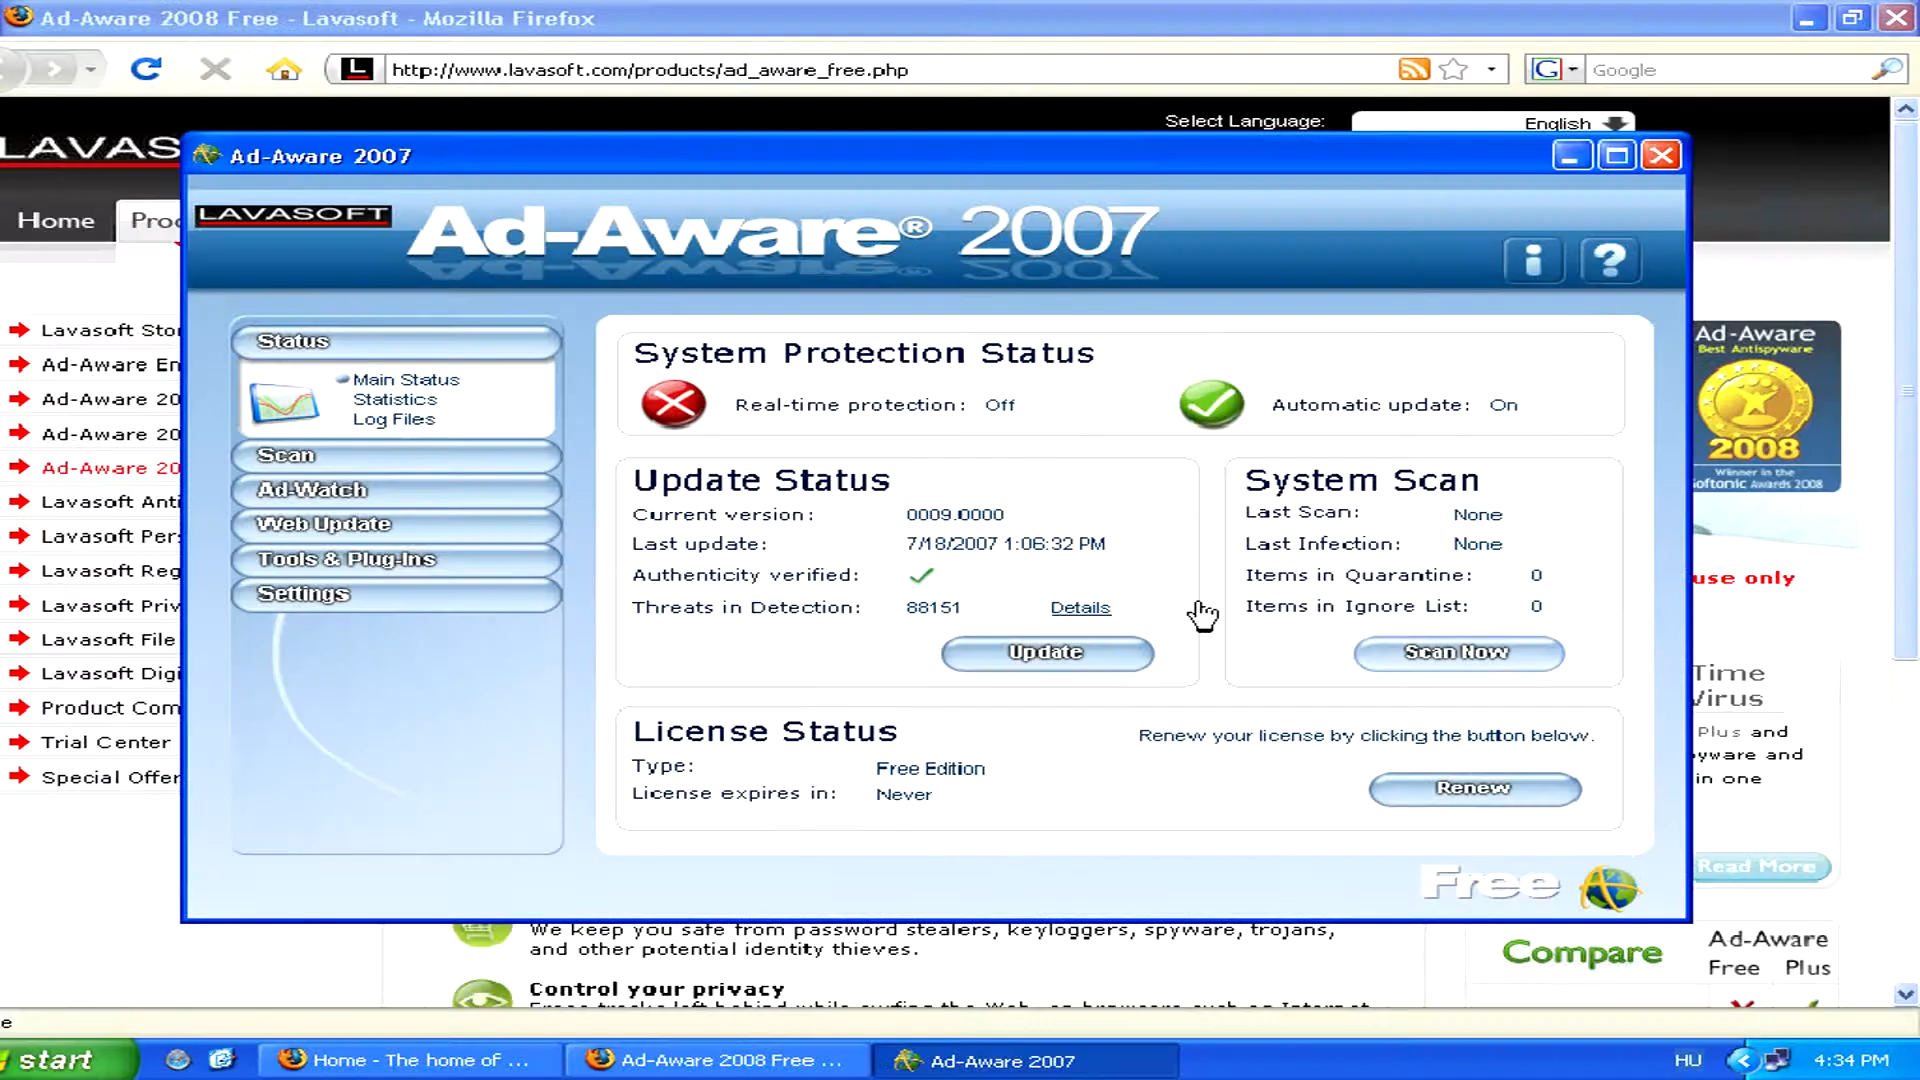 Ad-Aware 2008 Free - Lavasoft - Mozilla Firefox
http://www.lavasoft.com/products/ad_aware_free.php
Google
Select Language: English
LAVAS
Home Proc
Ad-Aware 2007
LAVASOFT Ad-Aware® 2007
Lavasoft Sto
Ad-Aware En
Ad-Aware 20
Ad-Aware 20
Ad-Aware 20
Lavasoft Anti
Lavasoft Pers
Lavasoft Reg
Lavasoft Priv
Lavasoft File
Lavasoft Digi
Product Com
Trial Center
Special Offer
Status
Main Status
Statistics
Log Files
Scan
Ad-Watch
Web Update
Tools & Plug-Ins
Settings
System Protection Status
Real-time protection: Off
Automatic update: On
Update Status
Current version: 0009.0000
Last update: 7/18/2007 1:06:32 PM
Authenticity verified:
Threats in Detection: 88151 Details
Update
System Scan
Last Scan: None
Last Infection: None
Items in Quarantine: 0
Items in Ignore List: 0
Scan Now
License Status
Renew your license by clicking the button below.
Type: Free Edition
License expires in: Never
Renew
Free
Ad-Aware
Best Antispyware
2008
Winner in the
Softonic Awards 2008
use only
Time
Virus
Plus and
yware and
in one
Read More
We keep you safe from password stealers, keyloggers, spyware, trojans,
and other potential identity thieves.
Control your privacy
Compare
Ad-Aware
Free Plus
e
start
Home - The home of ...
Ad-Aware 2008 Free ...
Ad-Aware 2007
HU
4:34 PM